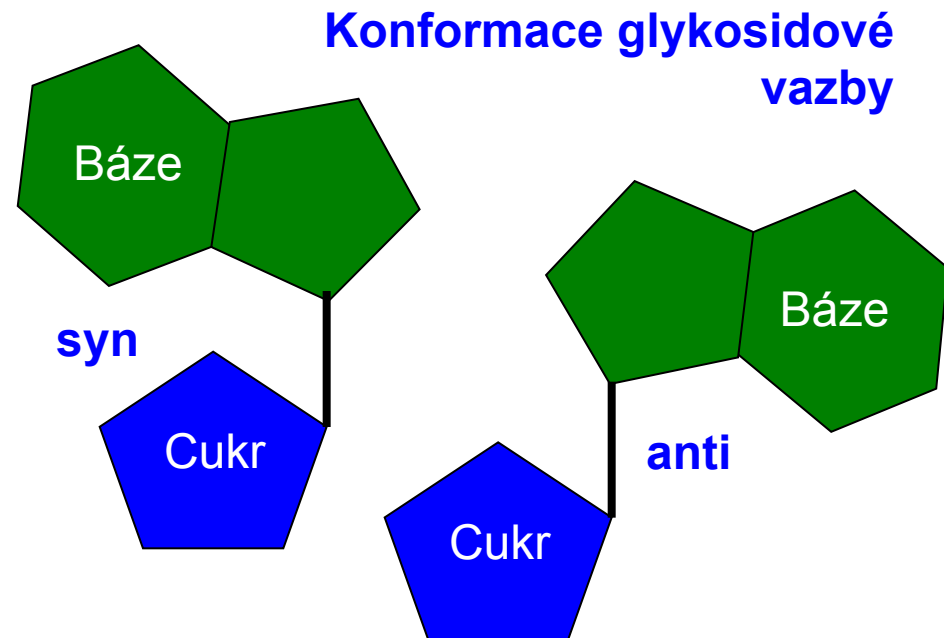 Konformace glykosidové
vazby
Báze
syn
Cukr
Báze
anti
Cukr